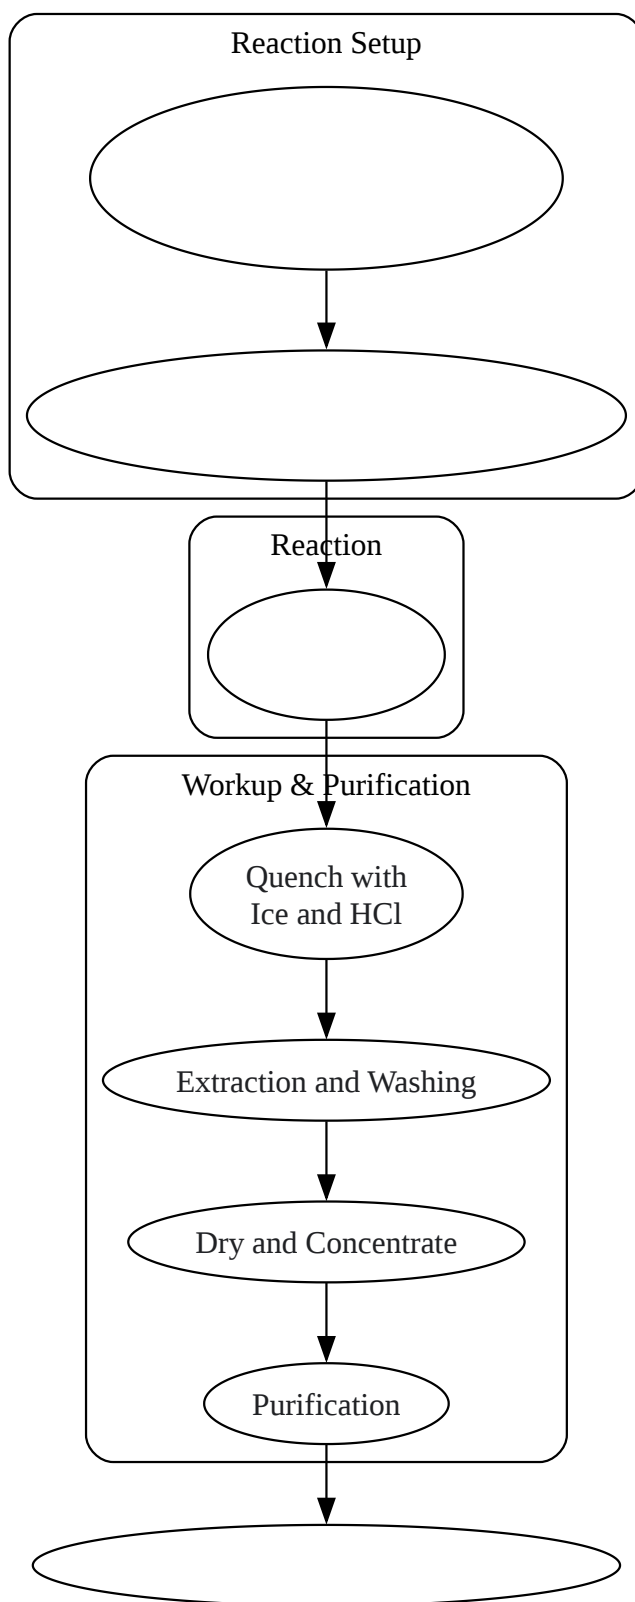 Reaction Setup
Reaction
Workup & Purification
Quench with
Ice and HCl
Extraction and Washing
Dry and Concentrate
Purification